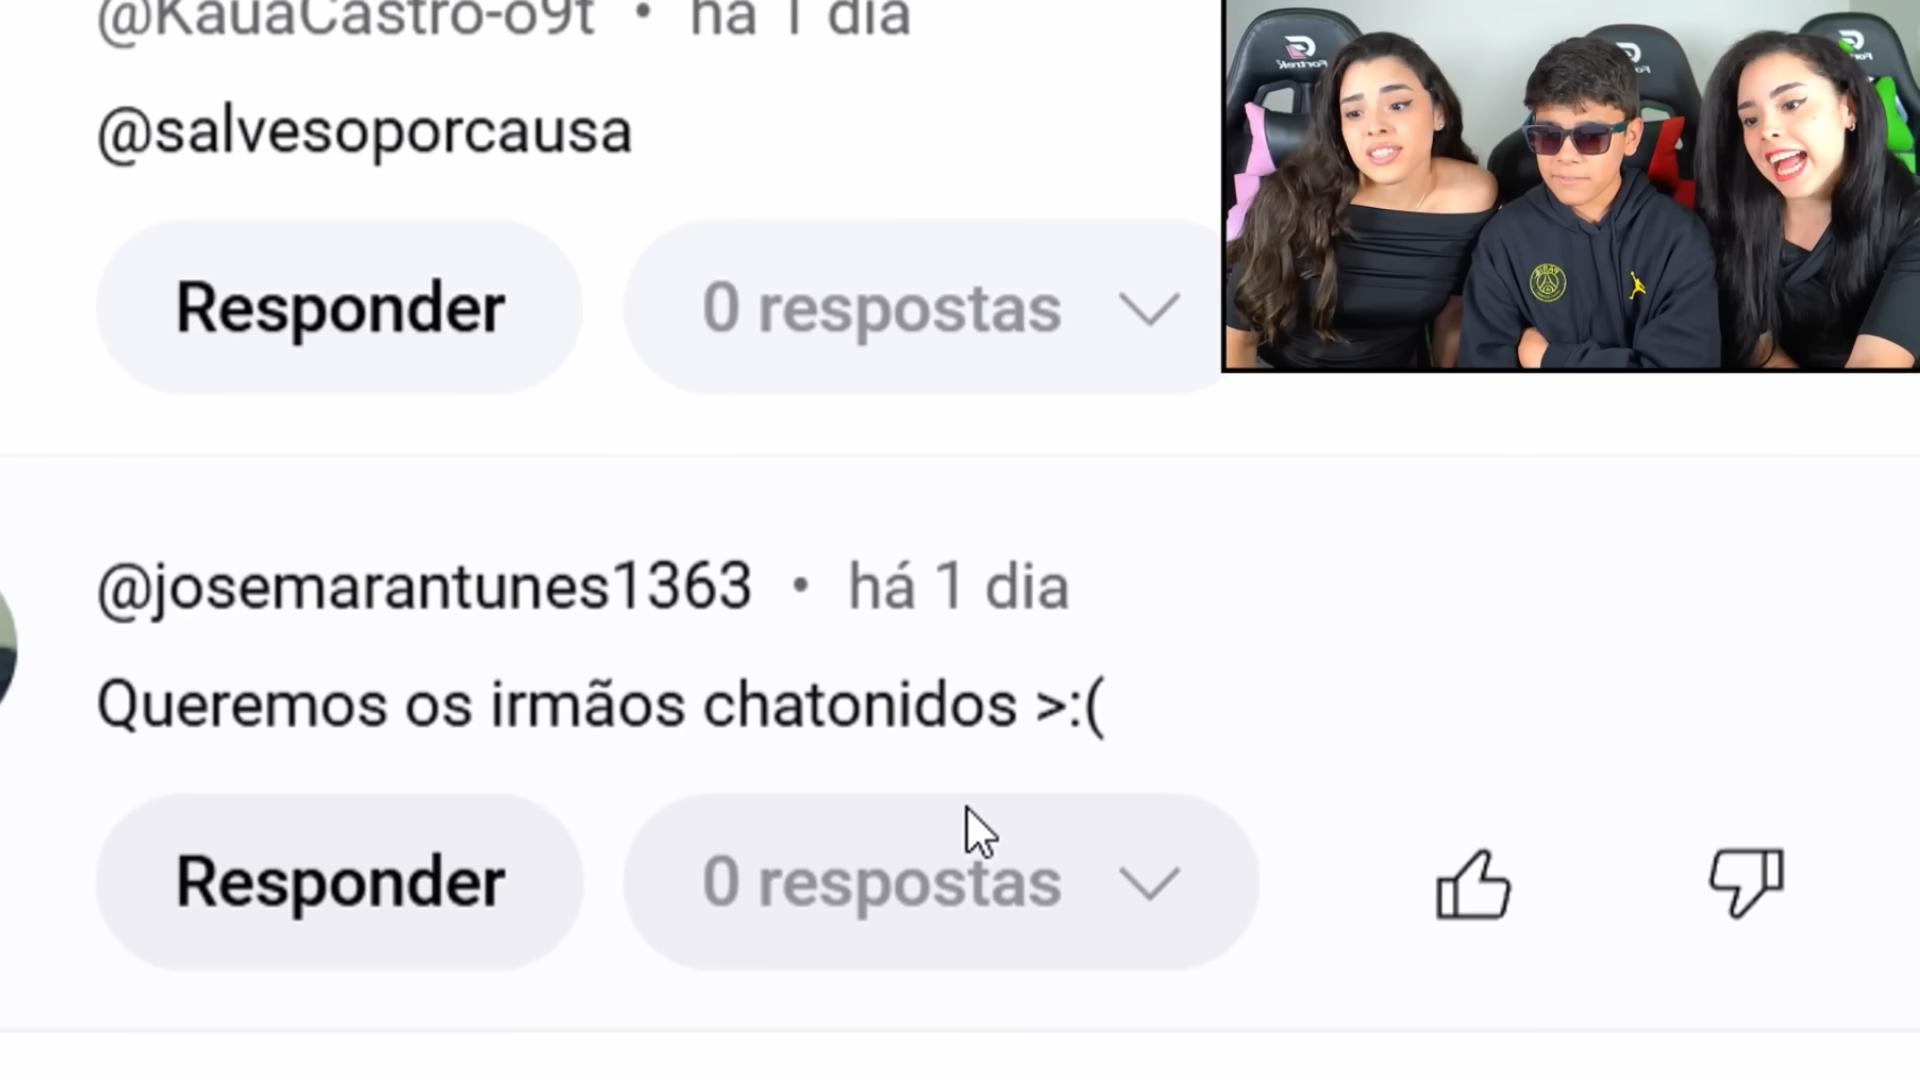 @KauaCastro-o9t • há 1 dia
@salvesoporcausa
Responder
0 respostas
@josemarantunes1363 • há 1 dia
Queremos os irmãos chatonidos >:(
Responder
0 respostas